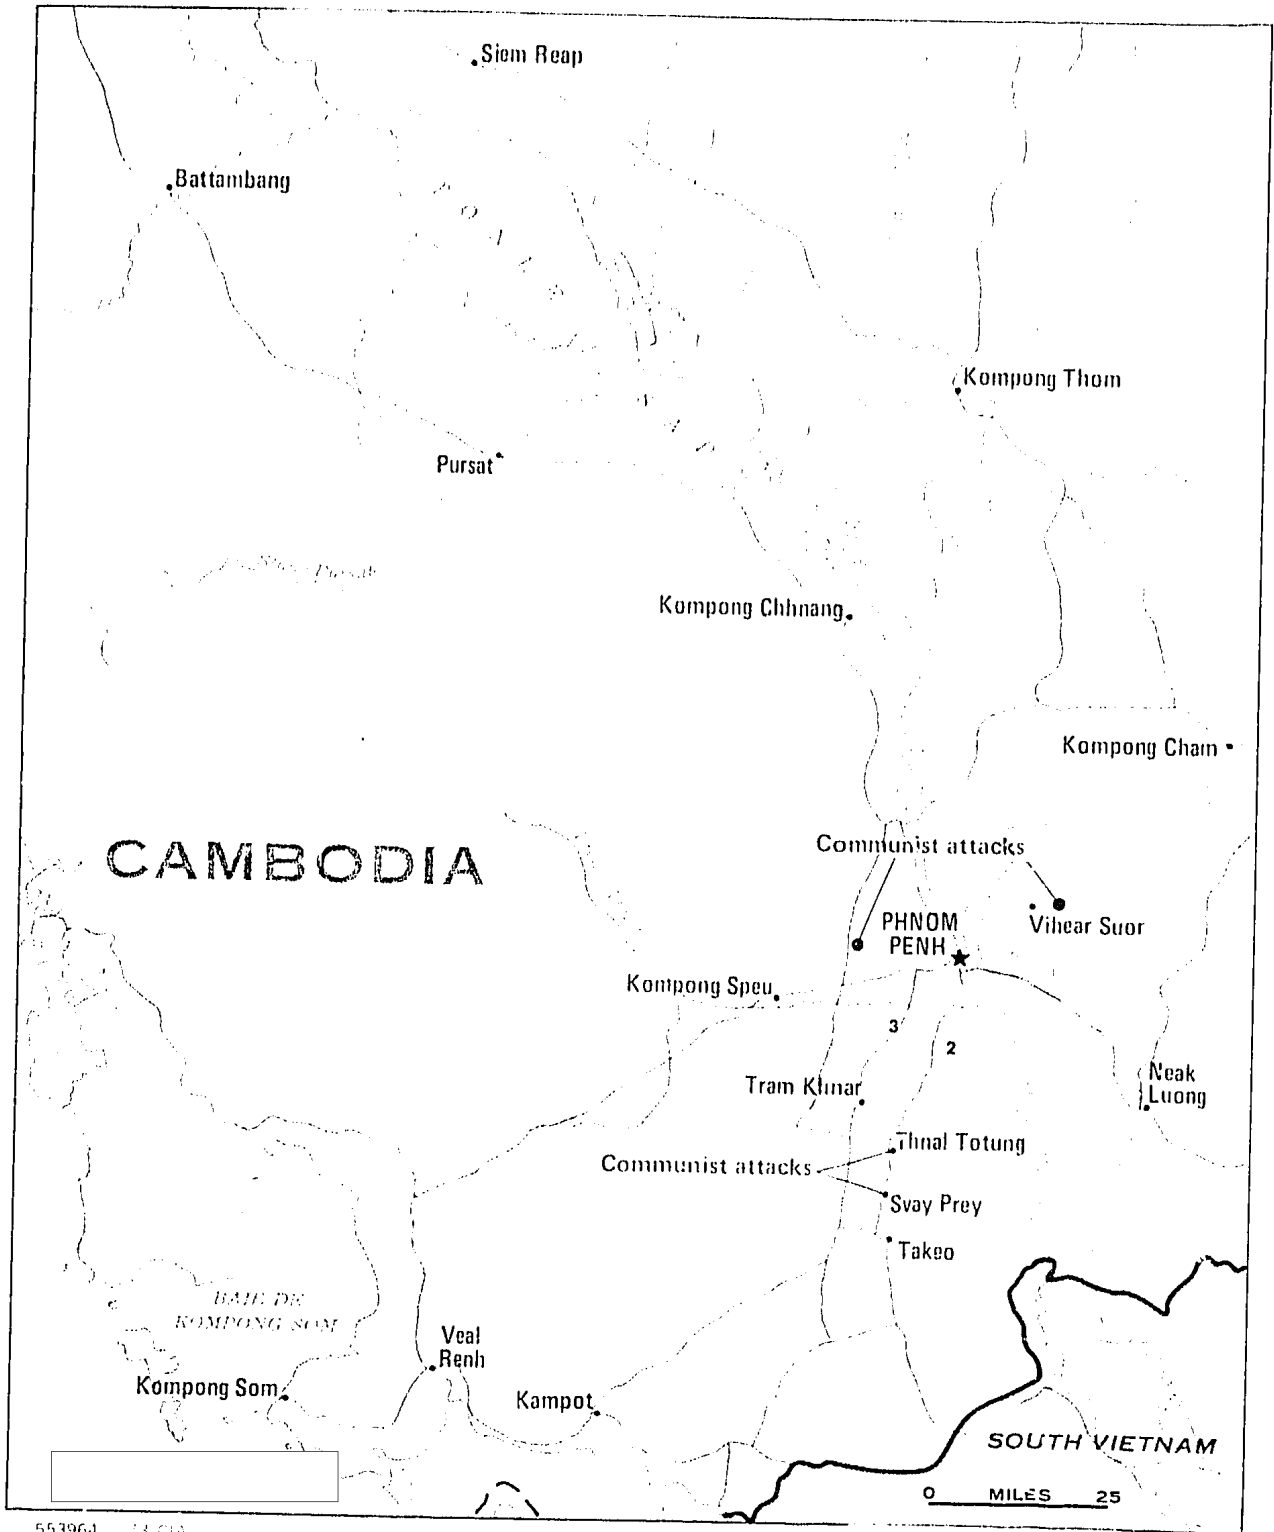 Siem Reap
Battambang
Kompong Thom
Pursat
Kompong Chhnang
Kompong Cham
CAMBODIA
Communist attacks
PHNOM
PENH
Vihear Suor
Kompong Speu
3
2
Tram Khnar
Neak
Luong
Thnal Totung
Communist attacks
Svay Prey
Takeo
BAIE DE
KOMPONG SOM
Veal
Renh
Kompong Som
Kampot
SOUTH VIETNAM
0 MILES 25
553964